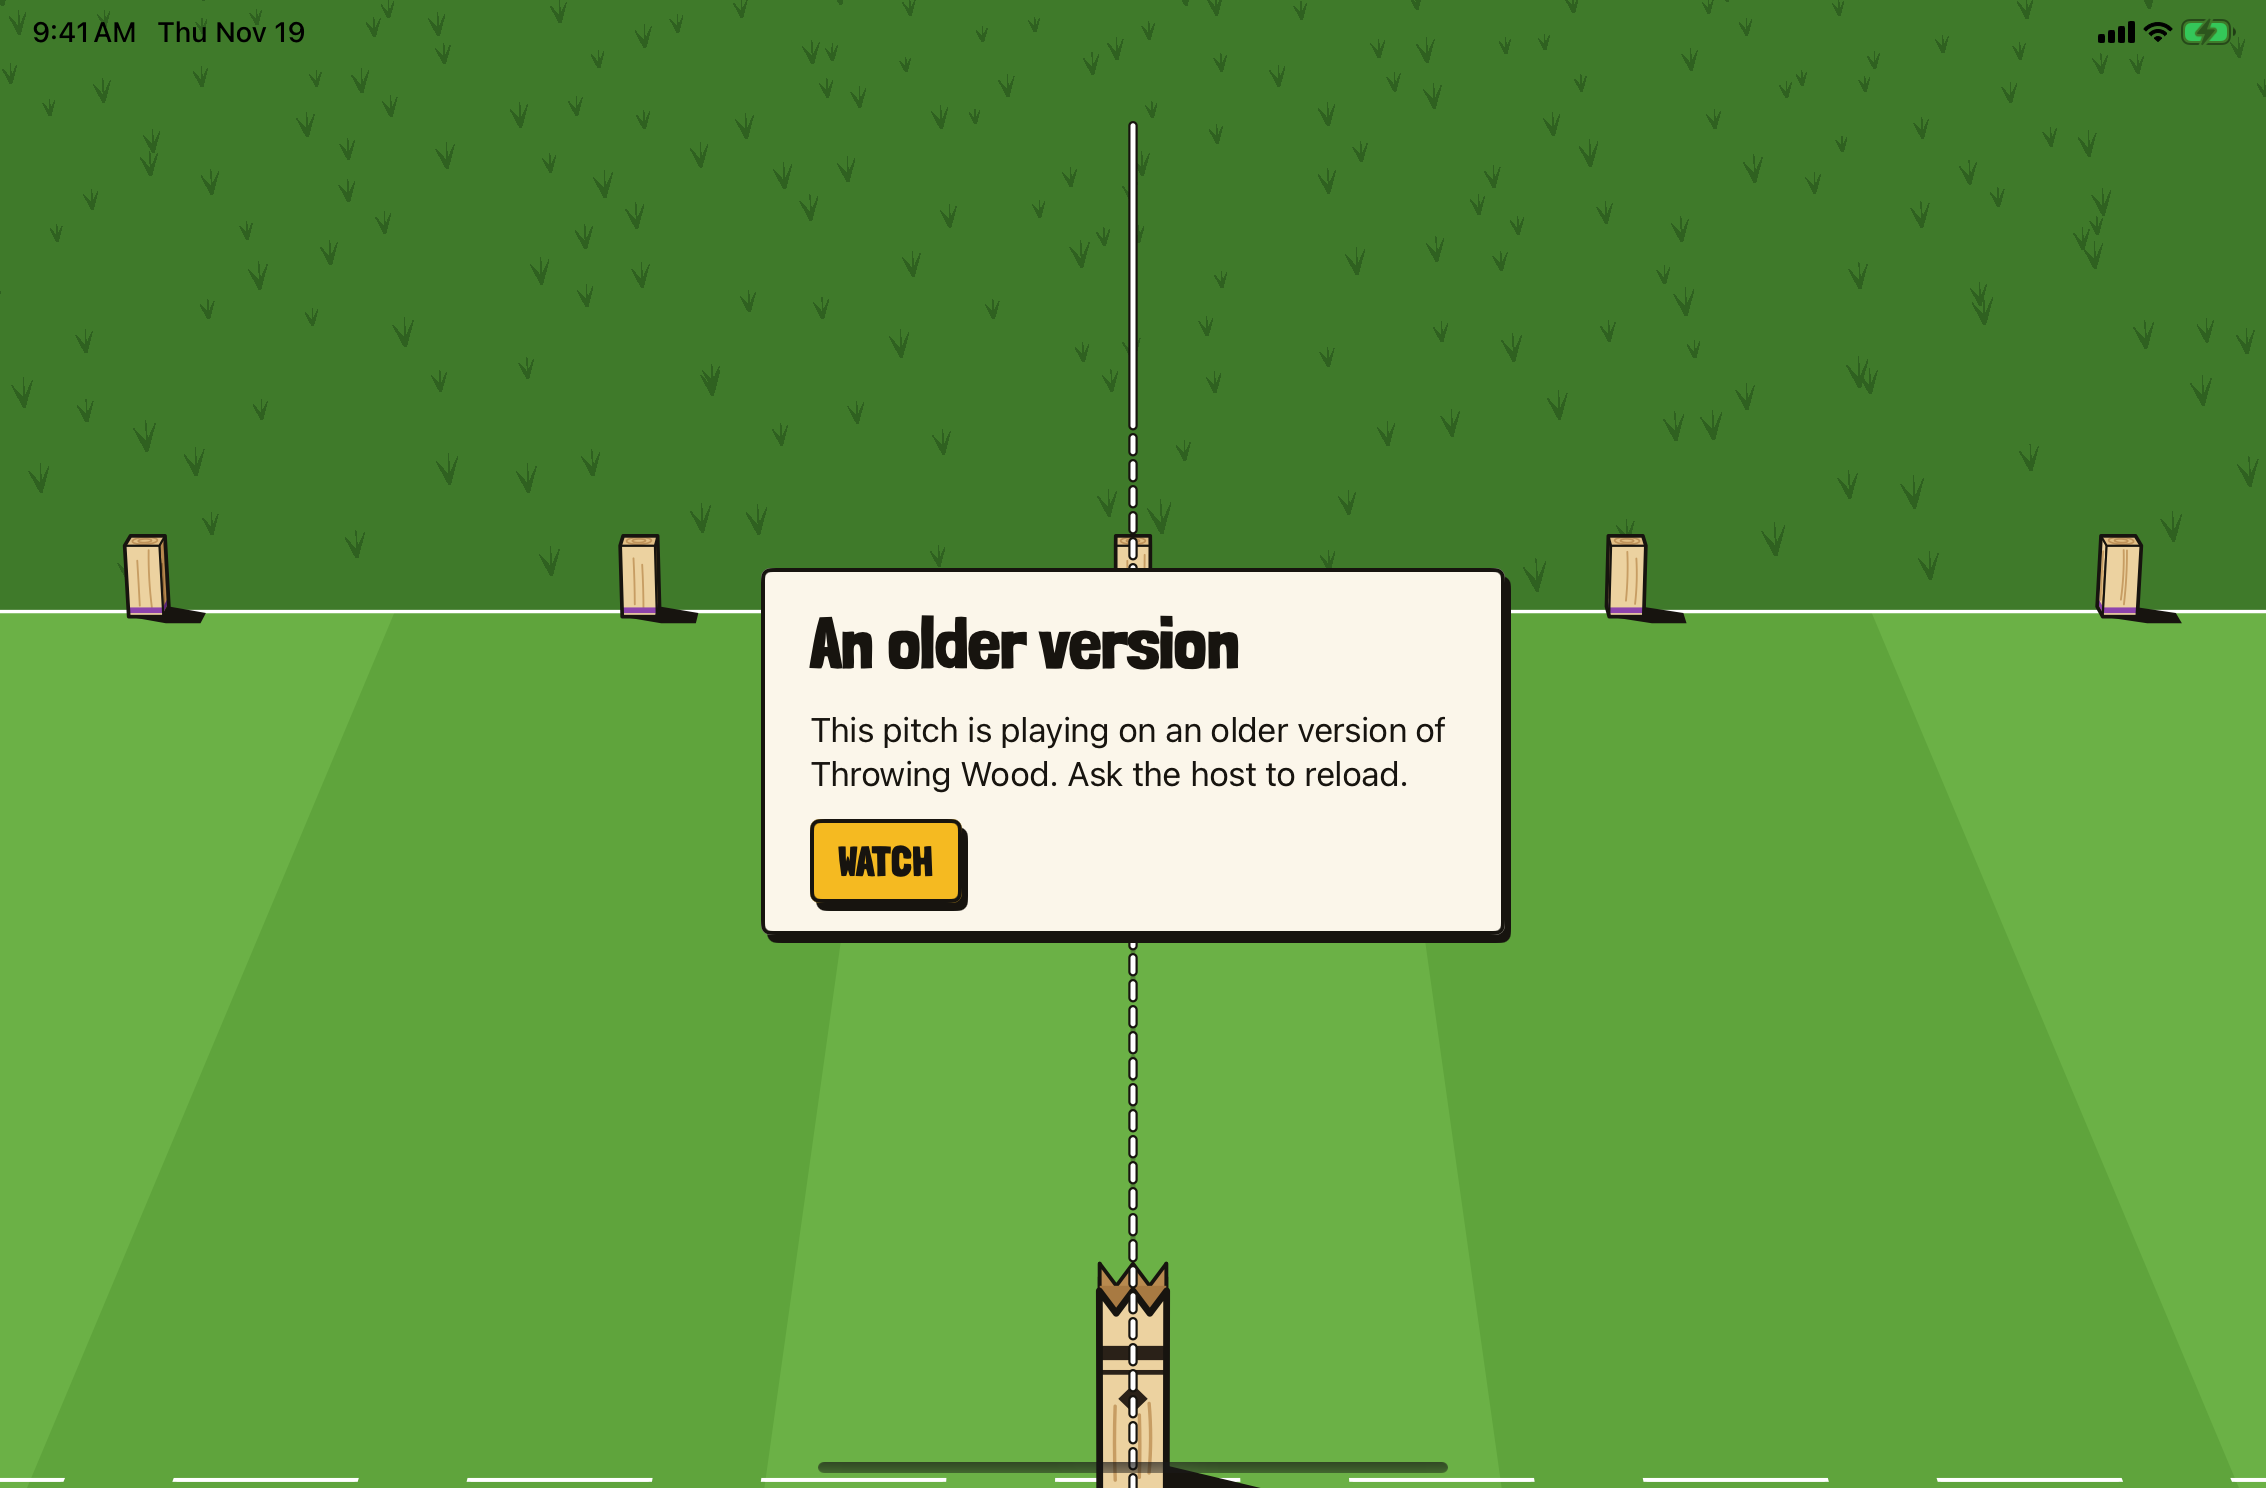 9:41 AM Thu Nov 19
An older version
This pitch is playing on an older version of
Throwing Wood. Ask the host to reload.
WATCH